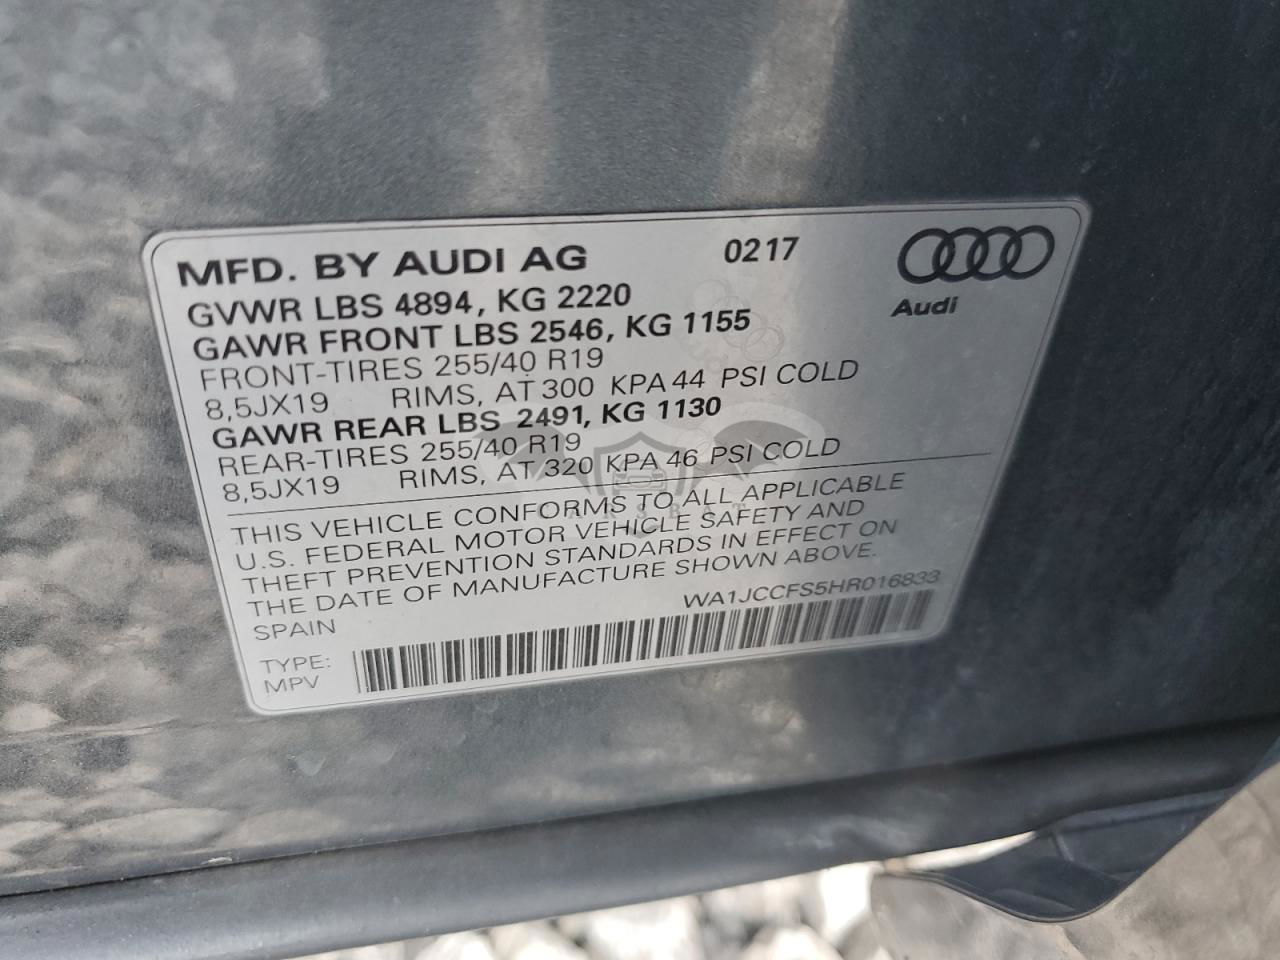 MFD. BY AUDI AG 0217
Audi
GVWR LBS 4894, KG 2220
GAWR FRONT LBS 2546, KG 1155
FRONT-TIRES 255/40 R19
8,5JX19 RIMS, AT 300 KPA 44 PSI COLD
GAWR REAR LBS 2491, KG 1130
REAR-TIRES 255/40 R19
8,5JX19 RIMS, AT 320 KPA 46 PSI COLD
THIS VEHICLE CONFORMS TO ALL APPLICABLE
U.S. FEDERAL MOTOR VEHICLE SAFETY AND
THEFT PREVENTION STANDARDS IN EFFECT ON
THE DATE OF MANUFACTURE SHOWN ABOVE.
SPAIN WA1JCCFS5HR016833
TYPE:
MPV
CARSBAT